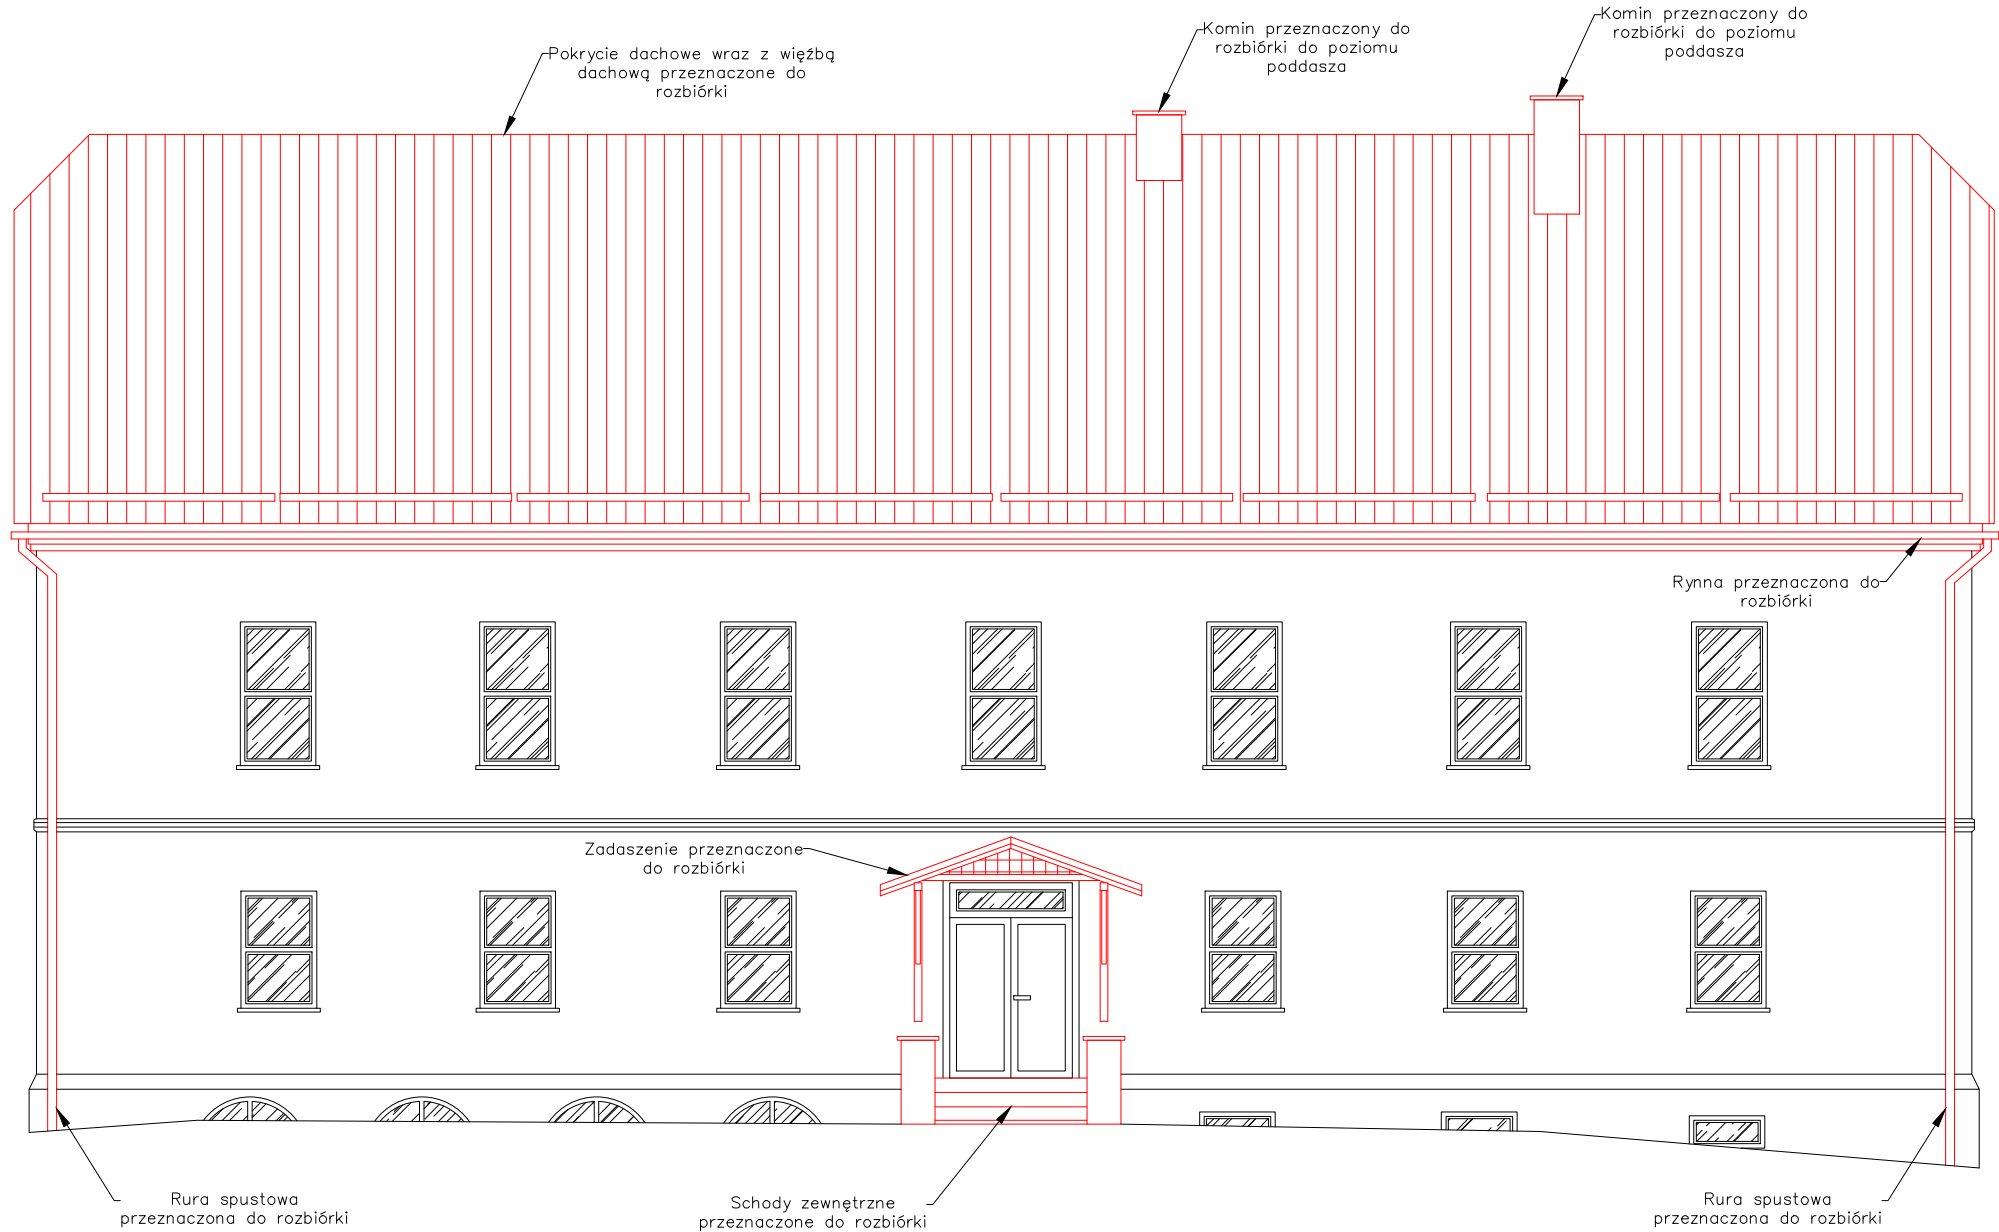 Komin przeznaczony do
rozbiórki do poziomu
poddasza
Komin przeznaczony do
rozbiórki do poziomu
poddasza
Pokrycie dachowe wraz z więźbą
dachową przeznaczone do
rozbiórki
Rynna przeznaczona do
rozbiórki
Zadaszenie przeznaczone
do rozbiórki
Rura spustowa
przeznaczona do rozbiórki
Schody zewnętrzne
przeznaczone do rozbiórki
Rura spustowa
przeznaczona do rozbiórki